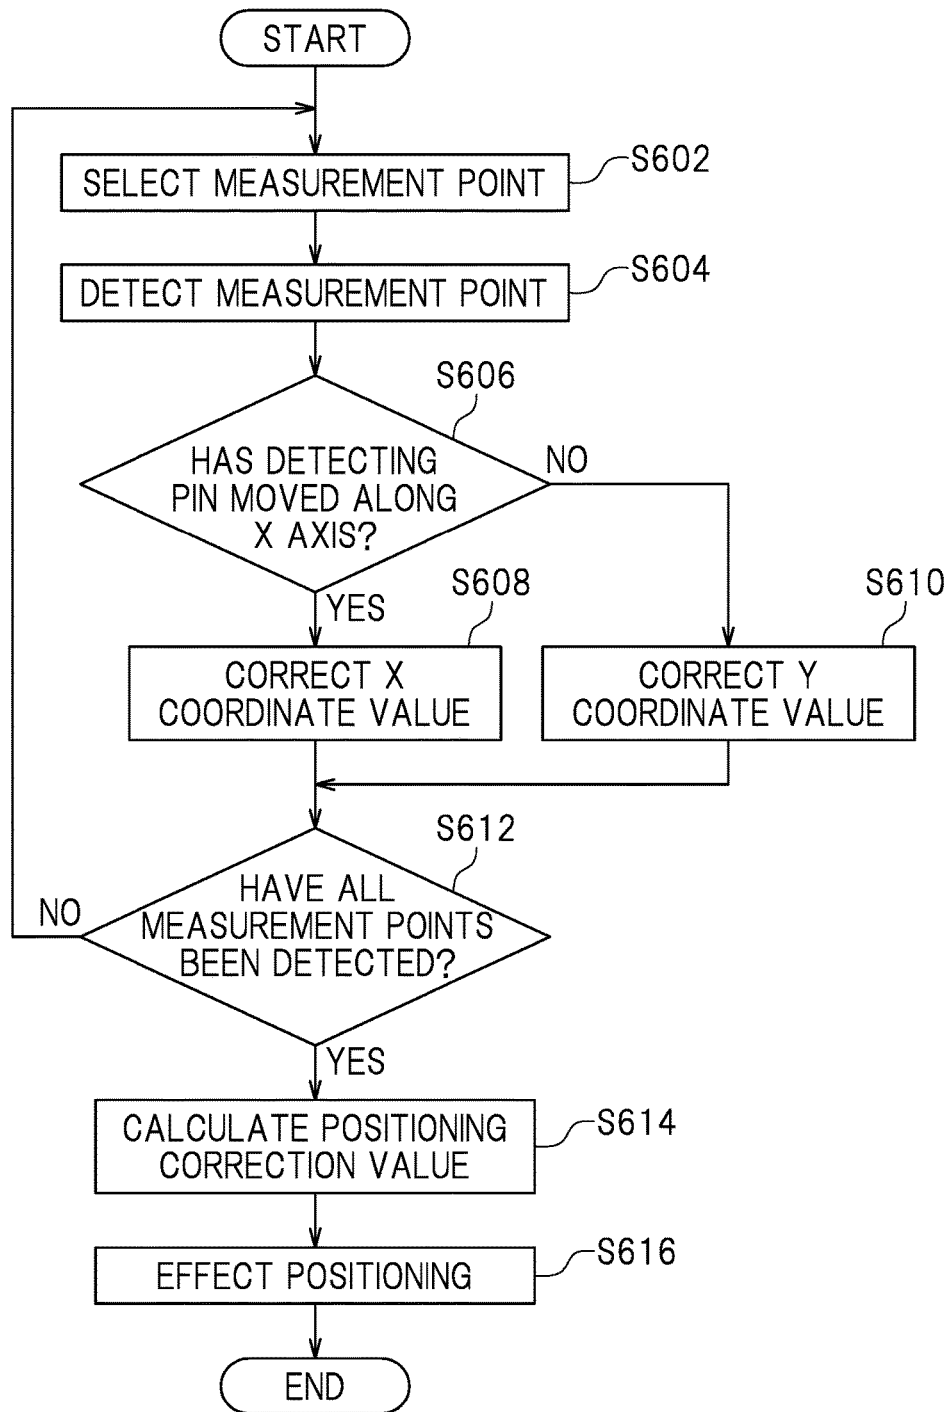 START
SELECT MEASUREMENT POINT
S602
DETECT MEASUREMENT POINT
S604
S606
HAS DETECTING
PIN MOVED ALONG
X AXIS?
NO
YES
S608
CORRECT X
COORDINATE VALUE
S610
CORRECT Y
COORDINATE VALUE
S612
HAVE ALL
MEASUREMENT POINTS
BEEN DETECTED?
NO
YES
CALCULATE POSITIONING
CORRECTION VALUE
S614
EFFECT POSITIONING
S616
END